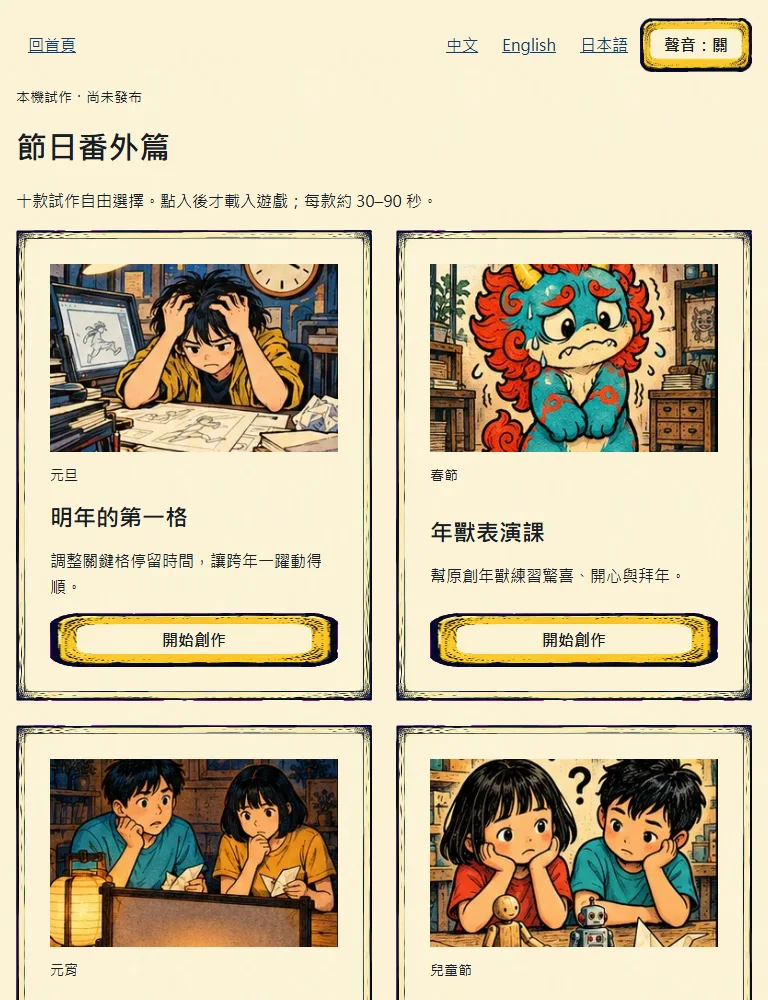 回首頁
中文 English 日本語 聲音：關
本機試作・尚未發布
節日番外篇
十款試作自由選擇。點入後才載入遊戲；每款約 30–90 秒。
元旦
明年的第一格
調整關鍵格停留時間，讓跨年一躍動得
順。
開始創作
春節
年獸表演課
幫原創年獸練習驚喜、開心與拜年。
開始創作
元宵
?
兒童節